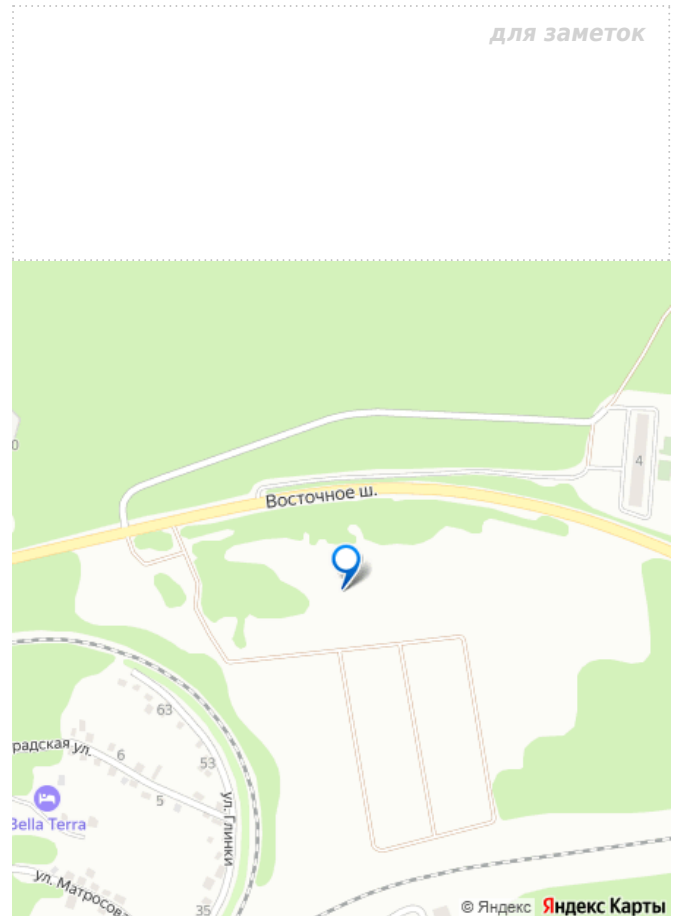 для заметок
0
4
Восточное ш.
63
радская ул.
6
53
5
ул. Глинки
Bella Terra
ул. Матросов
35
© Яндекс Яндекс Карты